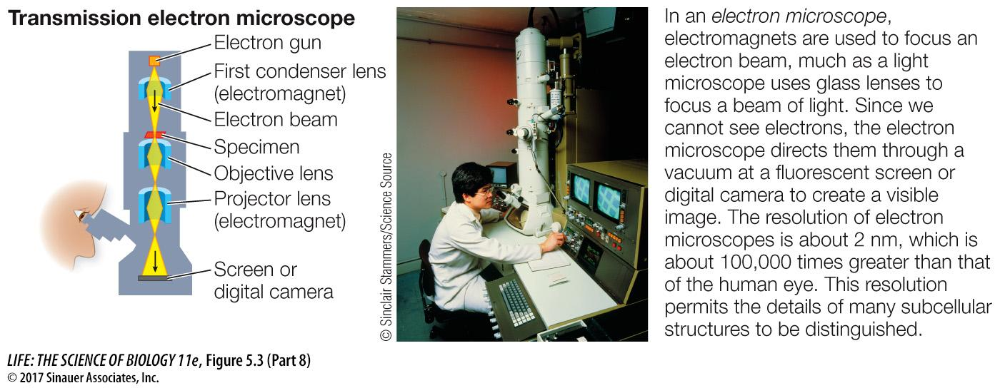 Transmission electron microscope
Electron gun
First condenser lens
(electromagnet)
Electron beam
Specimen
Objective lens
Projector lens
(electromagnet)
Screen or
digital camera
© Sinclair Stammers/Science Source
In an electron microscope,
electromagnets are used to focus an
electron beam, much as a light
microscope uses glass lenses to
focus a beam of light. Since we
cannot see electrons, the electron
microscope directs them through a
vacuum at a fluorescent screen or
digital camera to create a visible
image. The resolution of electron
microscopes is about 2 nm, which is
about 100,000 times greater than that
of the human eye. This resolution
permits the details of many subcellular
structures to be distinguished.
LIFE: THE SCIENCE OF BIOLOGY 11e, Figure 5.3 (Part 8)
© 2017 Sinauer Associates, Inc.